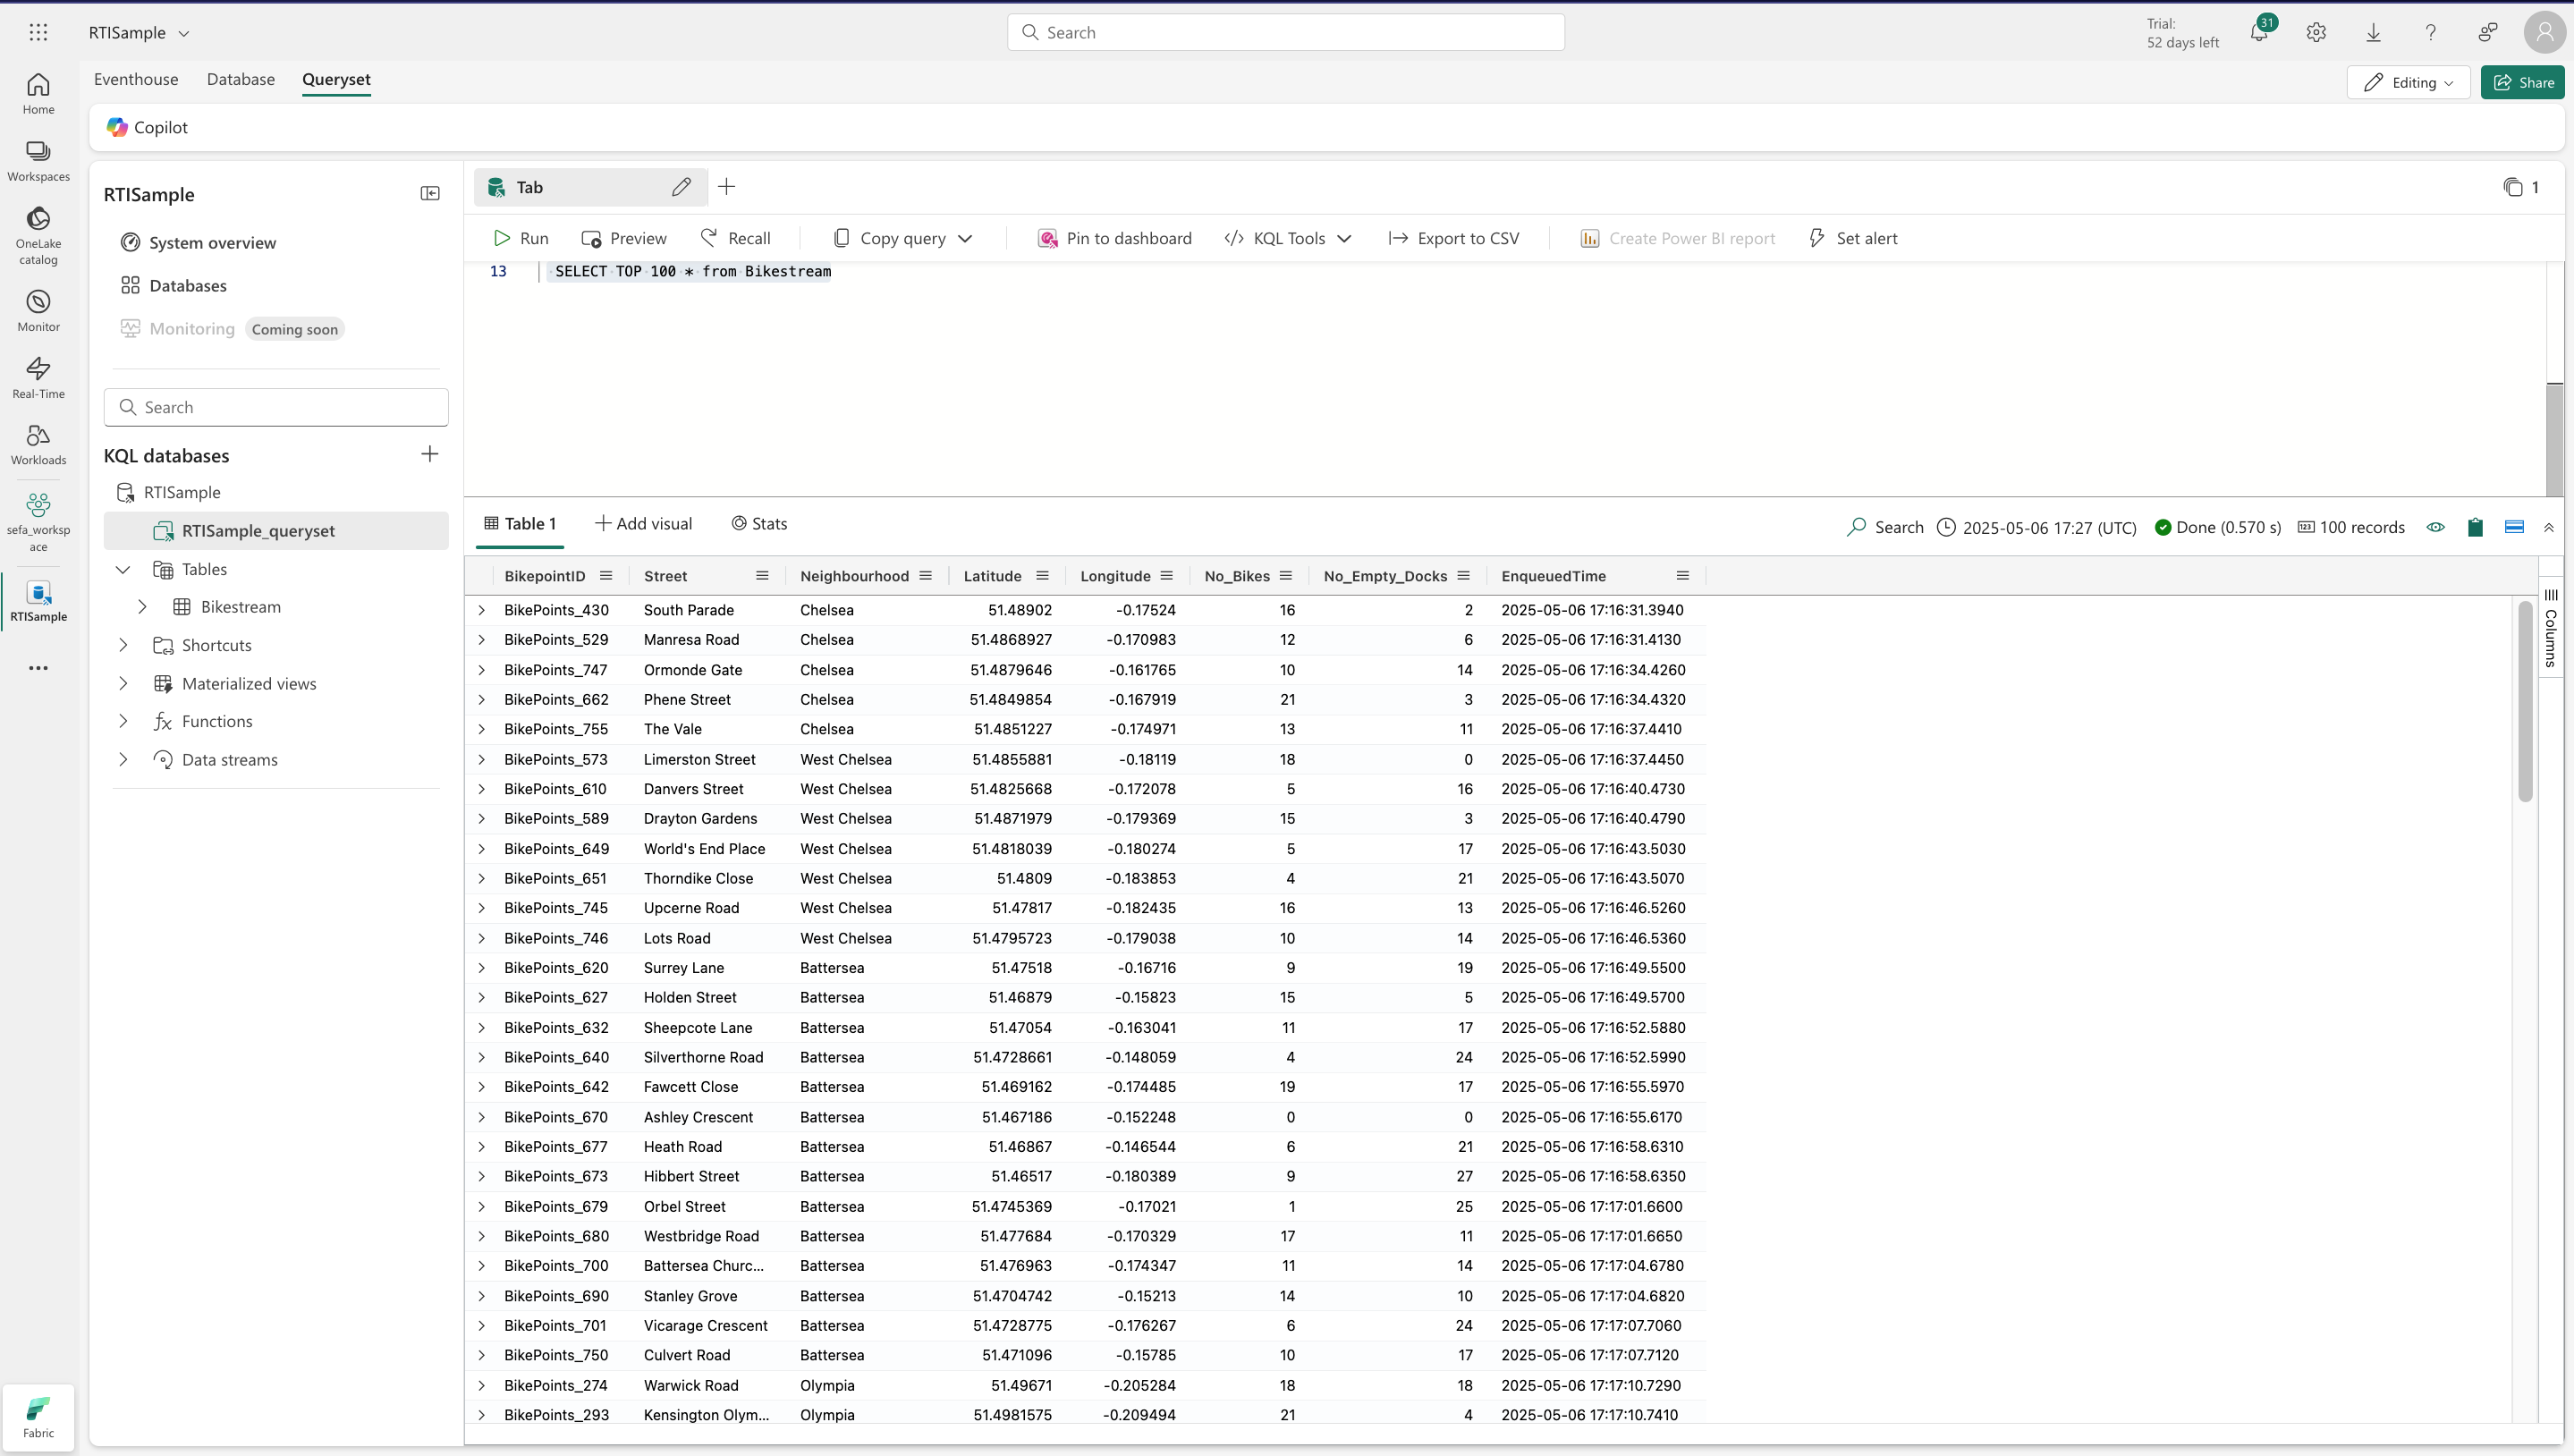 RTISample
Search
Trial:
52 days left
31
Eventhouse Database Queryset
Editing Share
Copilot
Home
Workspaces
OneLake
catalog
Monitor
Real-Time
Workloads
sefa_worksp
ace
RTISample
Fabric
RTISample
System overview
Databases
Monitoring Coming soon
Search
KQL databases
RTISample
RTISample_queryset
Tables
Bikestream
Shortcuts
Materialized views
Functions
Data streams
Tab
1
Run Preview Recall Copy query Pin to dashboard KQL Tools Export to CSV Create Power BI report Set alert
13 SELECT TOP 100 * from Bikestream
Table 1 Add visual Stats
Search 2025-05-06 17:27 (UTC) Done (0.570 s) 100 records
Columns
BikepointID Street Neighbourhood Latitude Longitude No_Bikes No_Empty_Docks EnqueuedTime
BikePoints_430 South Parade Chelsea 51.48902 -0.17524 16 2 2025-05-06 17:16:31.3940
BikePoints_529 Manresa Road Chelsea 51.4868927 -0.170983 12 6 2025-05-06 17:16:31.4130
BikePoints_747 Ormonde Gate Chelsea 51.4879646 -0.161765 10 14 2025-05-06 17:16:34.4260
BikePoints_662 Phene Street Chelsea 51.4849854 -0.167919 21 3 2025-05-06 17:16:34.4320
BikePoints_755 The Vale Chelsea 51.4851227 -0.174971 13 11 2025-05-06 17:16:37.4410
BikePoints_573 Limerston Street West Chelsea 51.4855881 -0.18119 18 0 2025-05-06 17:16:37.4450
BikePoints_610 Danvers Street West Chelsea 51.4825668 -0.172078 5 16 2025-05-06 17:16:40.4730
BikePoints_589 Drayton Gardens West Chelsea 51.4871979 -0.179369 15 3 2025-05-06 17:16:40.4790
BikePoints_649 World's End Place West Chelsea 51.4818039 -0.180274 5 17 2025-05-06 17:16:43.5030
BikePoints_651 Thorndike Close West Chelsea 51.4809 -0.183853 4 21 2025-05-06 17:16:43.5070
BikePoints_745 Upcerne Road West Chelsea 51.47817 -0.182435 16 13 2025-05-06 17:16:46.5260
BikePoints_746 Lots Road West Chelsea 51.4795723 -0.179038 10 14 2025-05-06 17:16:46.5360
BikePoints_620 Surrey Lane Battersea 51.47518 -0.16716 9 19 2025-05-06 17:16:49.5500
BikePoints_627 Holden Street Battersea 51.46879 -0.15823 15 5 2025-05-06 17:16:49.5700
BikePoints_632 Sheepcote Lane Battersea 51.47054 -0.163041 11 17 2025-05-06 17:16:52.5880
BikePoints_640 Silverthorne Road Battersea 51.4728661 -0.148059 4 24 2025-05-06 17:16:52.5990
BikePoints_642 Fawcett Close Battersea 51.469162 -0.174485 19 17 2025-05-06 17:16:55.5970
BikePoints_670 Ashley Crescent Battersea 51.467186 -0.152248 0 0 2025-05-06 17:16:55.6170
BikePoints_677 Heath Road Battersea 51.46867 -0.146544 6 21 2025-05-06 17:16:58.6310
BikePoints_673 Hibbert Street Battersea 51.46517 -0.180389 9 27 2025-05-06 17:16:58.6350
BikePoints_679 Orbel Street Battersea 51.4745369 -0.17021 1 25 2025-05-06 17:17:01.6600
BikePoints_680 Westbridge Road Battersea 51.477684 -0.170329 17 11 2025-05-06 17:17:01.6650
BikePoints_700 Battersea Churc... Battersea 51.476963 -0.174347 11 14 2025-05-06 17:17:04.6780
BikePoints_690 Stanley Grove Battersea 51.4704742 -0.15213 14 10 2025-05-06 17:17:04.6820
BikePoints_701 Vicarage Crescent Battersea 51.4728775 -0.176267 6 24 2025-05-06 17:17:07.7060
BikePoints_750 Culvert Road Battersea 51.471096 -0.15785 10 17 2025-05-06 17:17:07.7120
BikePoints_274 Warwick Road Olympia 51.49671 -0.205284 18 18 2025-05-06 17:17:10.7290
BikePoints_293 Kensington Olym... Olympia 51.4981575 -0.209494 21 4 2025-05-06 17:17:10.7410